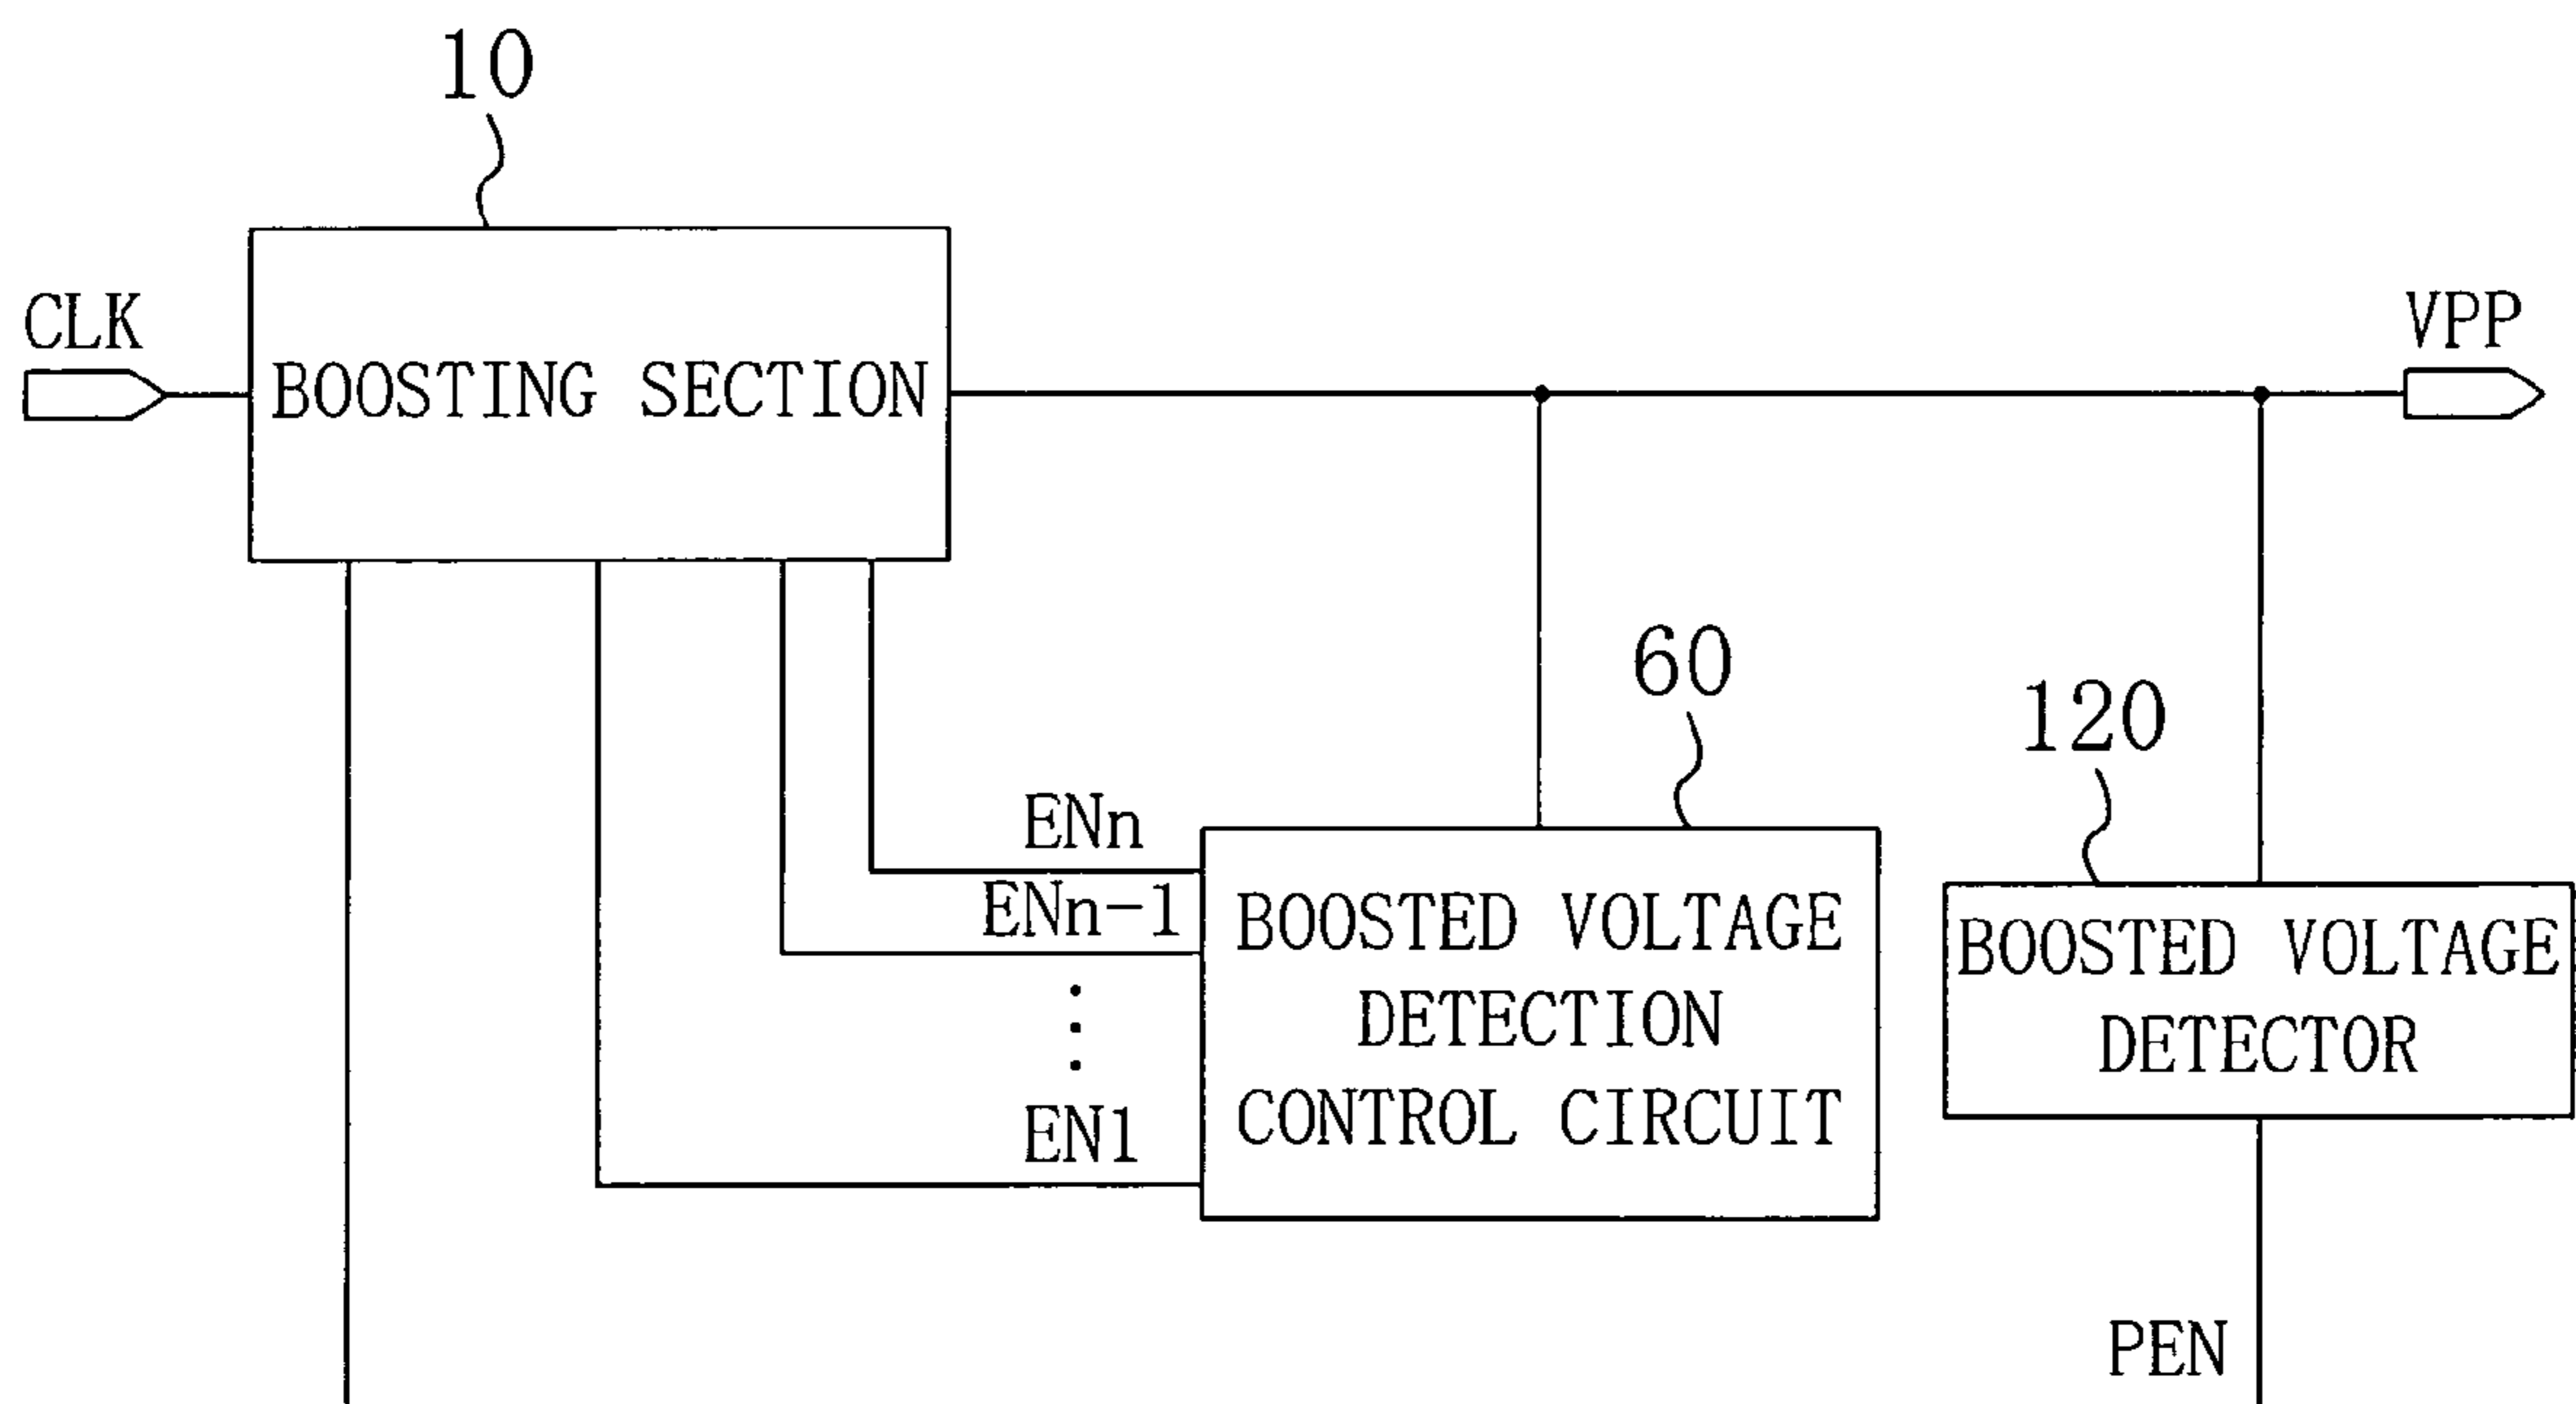 10
CLK
BOOSTING SECTION
VPP
60
120
ENn
ENn-1
EN1
BOOSTED VOLTAGE
DETECTION
CONTROL CIRCUIT
BOOSTED VOLTAGE
DETECTOR
PEN